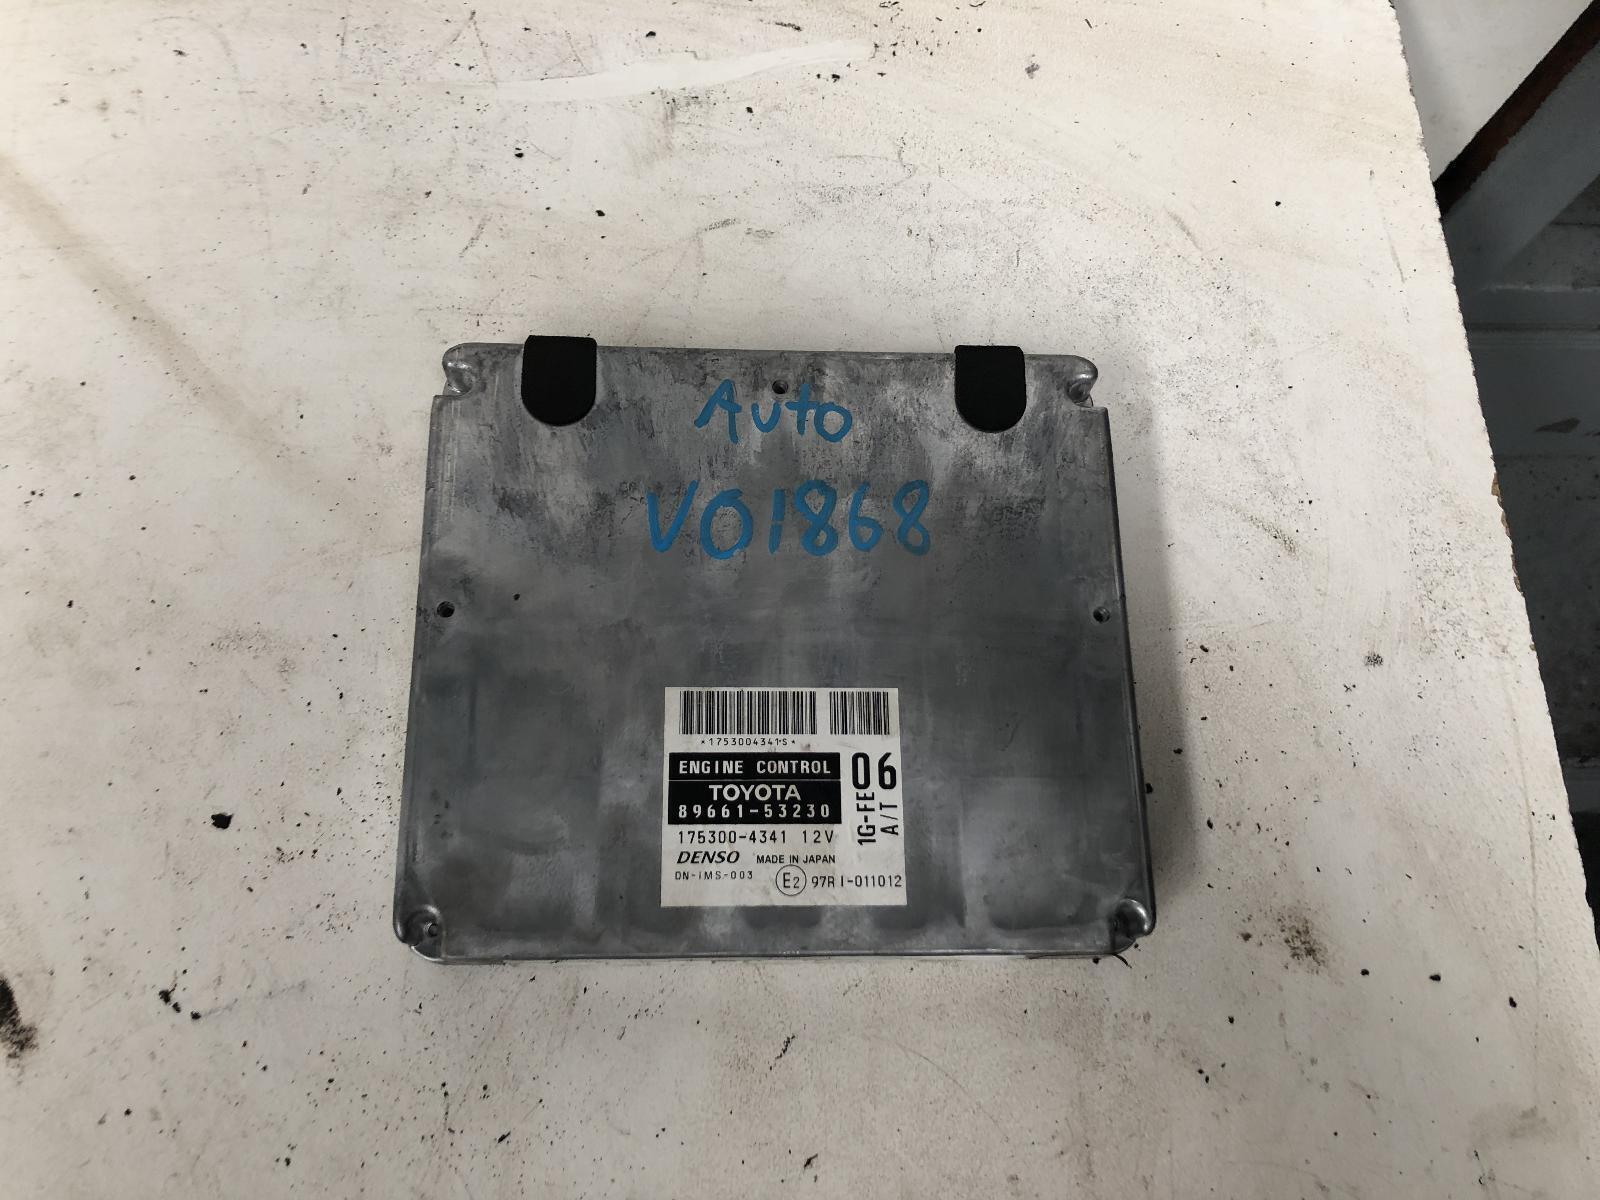 Auto
V01868
*1753004341S*
ENGINE CONTROL
TOYOTA
89661-53230
175300-4341 12V
DENSO MADE IN JAPAN
DN-iMS-003 E2 97RI-011012
06
1G-FE
A/T